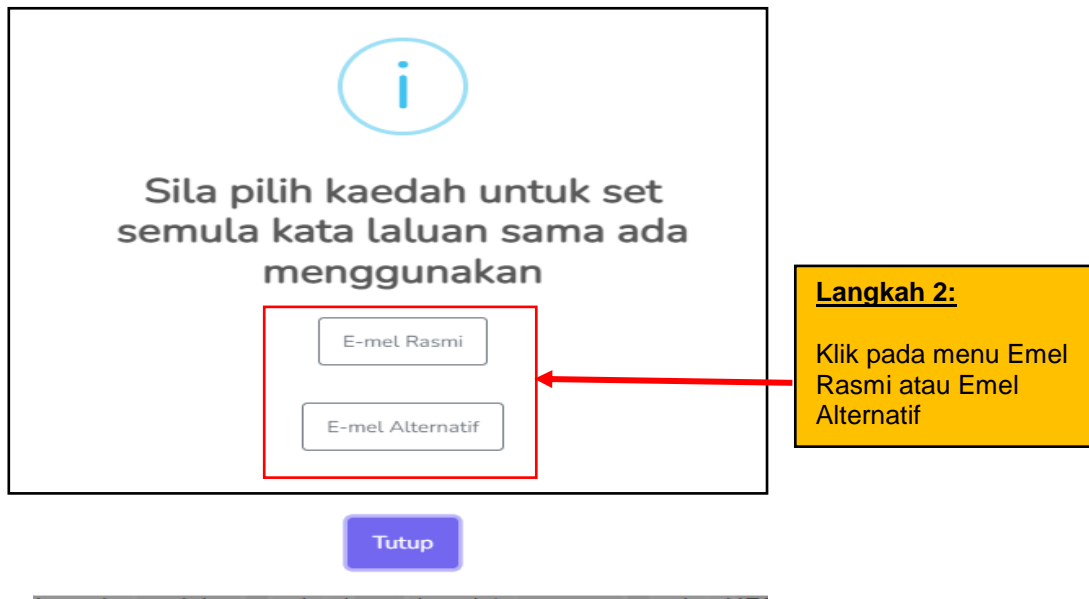 i
Sila pilih kaedah untuk set
semula kata laluan sama ada
menggunakan
E-mel Rasmi
E-mel Alternatif
Tutup
Langkah 2:
Klik pada menu Emel
Rasmi atau Emel
Alternatif